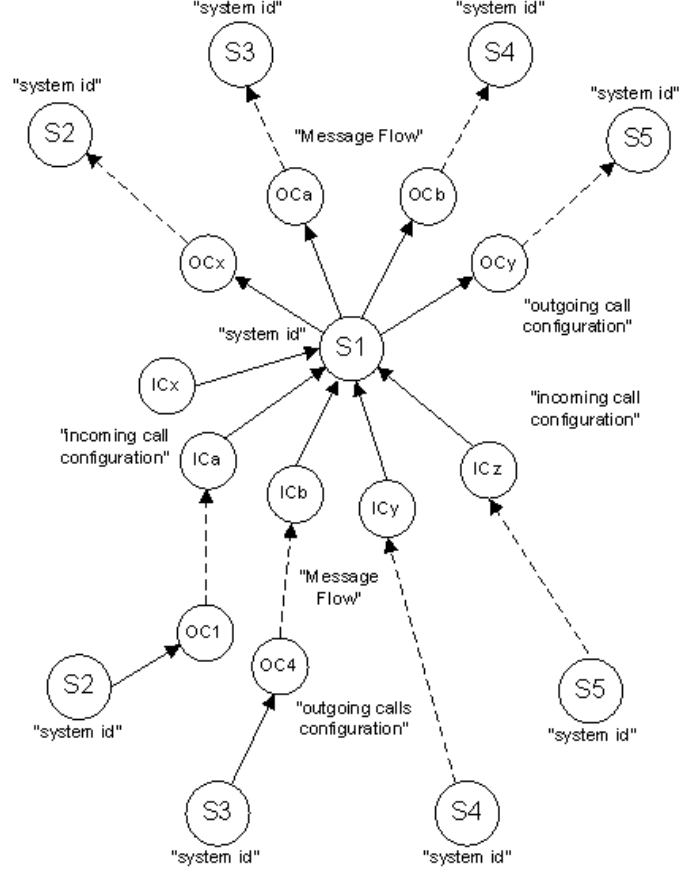 "system id"
"system id"
S3
S4
"system id"
"system id"
S2
"Message Flow"
S5
OCa
OCb
OCx
OCy
"outgoing call
configuration"
"system id"
S1
ICx
"incoming call
configuration"
"incoming call
configuration"
ICa
ICz
ICb
ICy
"Message
Flow"
OC1
OC4
S2
S5
"system id"
"outgoing calls
configuration"
"system id"
S3
S4
"system id"
"system id"